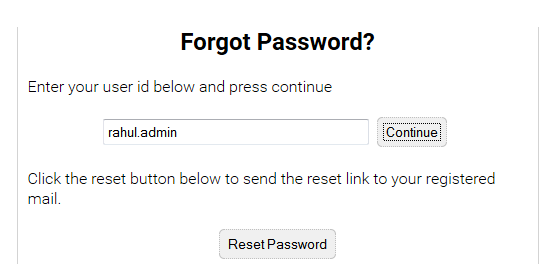 Forgot Password?
Enter your user id below and press continue
rahul.admin Continue
Click the reset button below to send the reset link to your registered
mail.
Reset Password